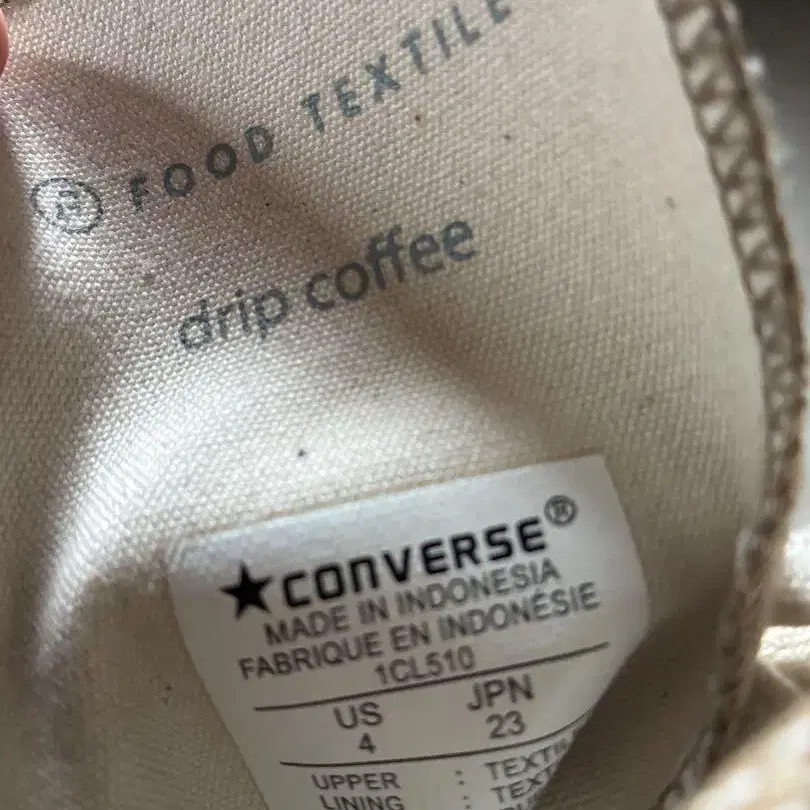 FOOD TEXTILE
drip coffee
★CONVERSE®
MADE IN INDONESIA
FABRIQUE EN INDONÉSIE
1CL510
US JPN
4 23
UPPER :
LINING :